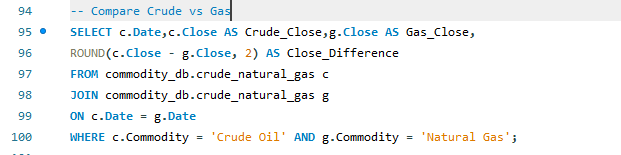 94 -- Compare Crude vs Gas
95 SELECT c.Date,c.Close AS Crude_Close,g.Close AS Gas_Close,
96 ROUND(c.Close - g.Close, 2) AS Close_Difference
97 FROM commodity_db.crude_natural_gas c
98 JOIN commodity_db.crude_natural_gas g
99 ON c.Date = g.Date
100 WHERE c.Commodity = 'Crude Oil' AND g.Commodity = 'Natural Gas';